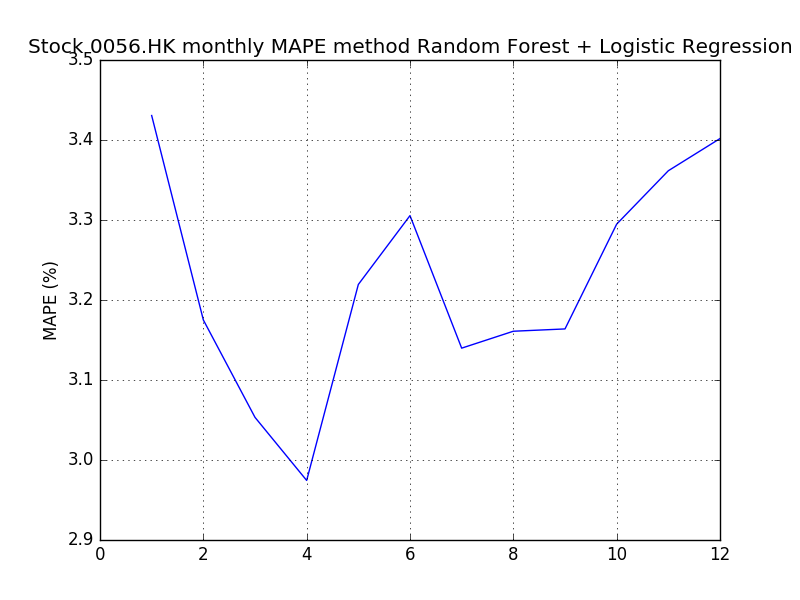 Stock 0056.HK monthly MAPE method Random Forest + Logistic Regression
3.5
3.4
3.3
3.2
3.1
3.0
2.9
MAPE (%)
0 2 4 6 8 10 12